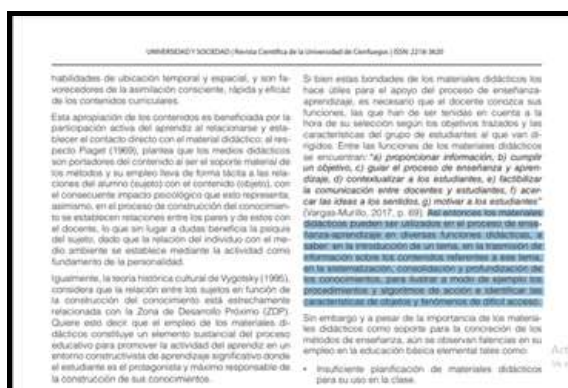 UNIVERSIDAD Y SOCIEDAD | Revista Científica de la Universidad de Cienfuegos | ISSN: 2218-3620
habilidades de ubicación temporal y espacial, y son fa-
vorecedores de la asimilación consciente, rápida y eficaz
de los contenidos curriculares.
Esta apropiación de los contenidos es beneficiada por la
participación activa del aprendiz al relacionarse y esta-
blecer el contacto directo con el material didáctico: al res-
pecto Piaget (1969), plantea que los medios didácticos
son portadores del contenido al ser el soporte material de
los métodos y su empleo lleva de forma tácita a las rela-
ciones del alumno (sujeto) con el contenido (objeto), con
el consecuente impacto psicológico que esto representa,
asimismo, en el proceso de construcción del conocimien-
to se establecen relaciones entre los pares y de estos con
el docente, lo que sin lugar a dudas beneficia la psiquis
del sujeto, dado que la relación del individuo con el me-
dio ambiente se establece mediante la actividad como
fundamento de la personalidad.
Igualmente, la teoría histórica cultural de Vygotsky (1995),
considera que la relación entre los sujetos en función de
la construcción del conocimiento está estrechamente
relacionada con la Zona de Desarrollo Próximo (ZDP).
Quiere esto decir que el empleo de los materiales di-
dácticos constituye un elemento sustancial del proceso
educativo para promover la actividad del aprendiz en un
entorno constructivista de aprendizaje significativo donde
el estudiante es el protagonista y máximo responsable de
la construcción de sus conocimientos.
Si bien estas bondades de los materiales didácticos los
hace útiles para el apoyo del proceso de enseñanza-
aprendizaje, es necesario que el docente conozca sus
funciones, las que han de ser tenidas en cuenta a la
hora de su selección según los objetivos trazados y las
características del grupo de estudiantes al que van di-
rigidos. Entre las funciones de los materiales didácticos
se encuentran: "a) proporcionar información, b) cumplir
un objetivo, c) guiar el proceso de enseñanza y apren-
dizaje, d) contextualizar a los estudiantes, e) factibilizar
la comunicación entre docentes y estudiantes, f) acer-
car las ideas a los sentidos, g) motivar a los estudiantes"
(Vargas-Murillo, 2017, p. 69). Así entonces los materiales
didácticos pueden ser utilizados en el proceso de ense-
ñanza-aprendizaje en diversas funciones didácticas, a
saber: en la introducción de un tema, en la trasmisión de
información sobre los contenidos referentes a este tema,
en la sistematización, consolidación y profundización de
los conocimientos, para ilustrar a modo de ejemplo los
procedimientos y algoritmos de acción e identificar las
características de objetos y fenómenos de difícil acceso.
Sin embargo y a pesar de la importancia de los materia-
les didácticos como soporte para la concreción de los
métodos de enseñanza, aún se observan falencias en su
empleo en la educación básica elemental tales como:
• Insuficiente planificación de materiales didácticos
para su uso en la clase.